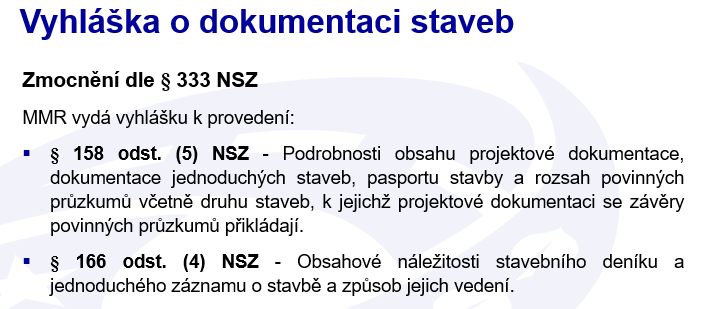 Vyhláška o dokumentaci staveb
Zmocnění dle § 333 NSZ
MMR vydá vyhlášku k provedení:
▪ § 158 odst. (5) NSZ - Podrobnosti obsahu projektové dokumentace,
dokumentace jednoduchých staveb, pasportu stavby a rozsah povinných
průzkumů včetně druhu staveb, k jejichž projektové dokumentaci se závěry
povinných průzkumů přikládají.
▪ § 166 odst. (4) NSZ - Obsahové náležitosti stavebního deníku a
jednoduchého záznamu o stavbě a způsob jejich vedení.